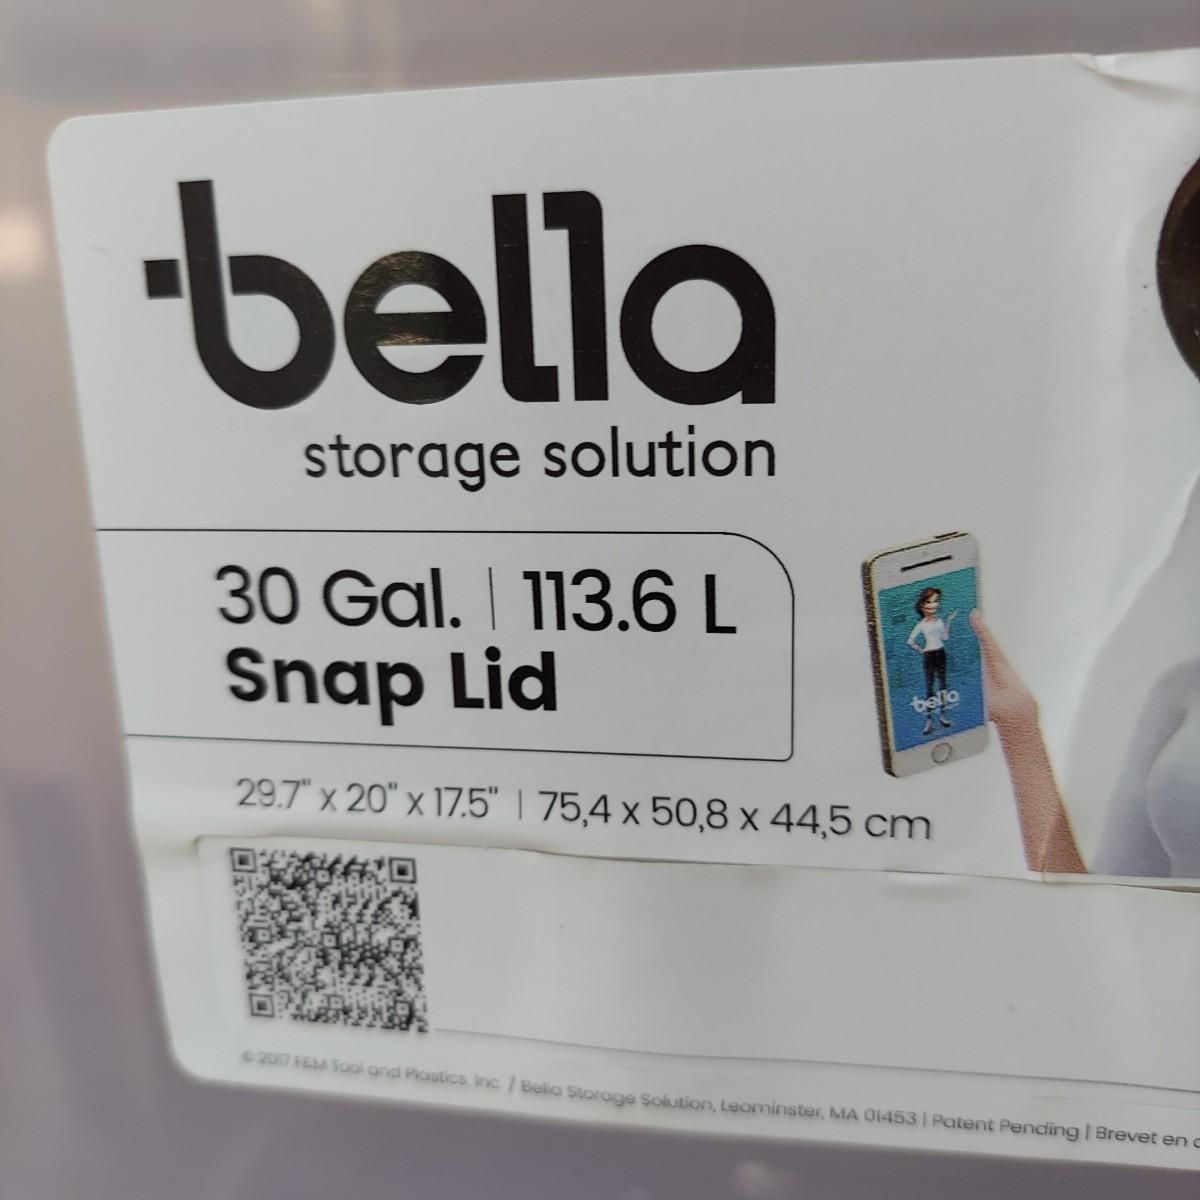 bella
storage solution
30 Gal. | 113.6 L
Snap Lid
bella
29.7" x 20" x 17.5" | 75,4 x 50,8 x 44,5 cm
© 2017 F&M Tool and Plastics, Inc. / Bella Storage Solution, Leominster, MA 01453 | Patent Pending | Brevet en